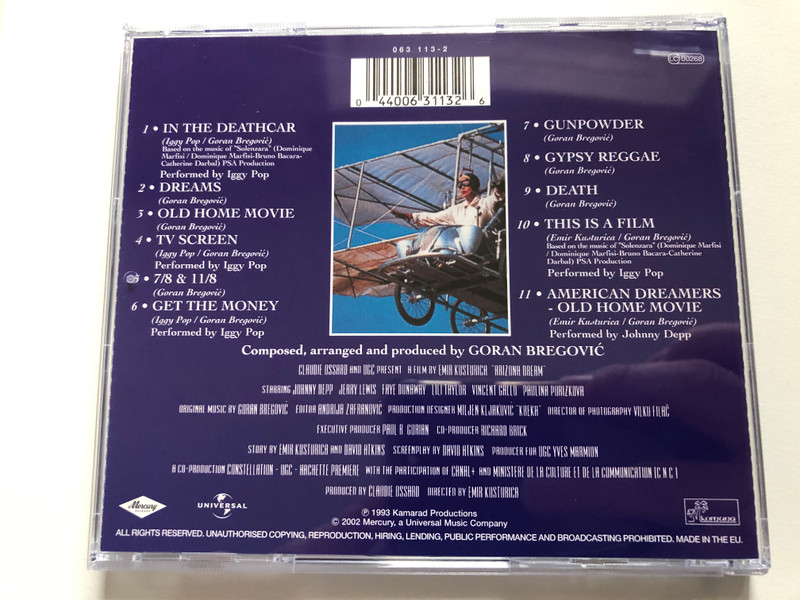 063 113-2
LC 00268
0 44006 31132 6
1 • IN THE DEATHCAR
(Iggy Pop / Goran Bregović)
Based on the music of "Solenzara" (Dominique
Marfisi / Dominique Marfisi-Bruno Bacara-
Catherine Darbal) PSA Production
Performed by Iggy Pop
2 • DREAMS
(Goran Bregović)
3 • OLD HOME MOVIE
(Goran Bregović)
4 • TV SCREEN
(Iggy Pop / Goran Bregović)
Performed by Iggy Pop
• 7/8 & 11/8
(Goran Bregović)
6 • GET THE MONEY
(Iggy Pop / Goran Bregović)
Performed by Iggy Pop
7 • GUNPOWDER
(Goran Bregović)
8 • GYPSY REGGAE
(Goran Bregović)
9 • DEATH
(Goran Bregović)
10 • THIS IS A FILM
(Emir Kusturica / Goran Bregović)
Based on the music of "Solenzara" (Dominique Marfisi
/ Dominique Marfisi-Bruno Bacara-Catherine
Darbal) PSA Production
Performed by Iggy Pop
11 • AMERICAN DREAMERS
- OLD HOME MOVIE
(Emir Kusturica / Goran Bregović)
Performed by Johnny Depp
Composed, arranged and produced by GORAN BREGOVIĆ
CLAUDIE OSSARD AND UGC PRESENT A FILM BY EMIR KUSTURICA "ARIZONA DREAM"
STARRING JOHNNY DEPP JERRY LEWIS FAYE DUNAWAY LILI TAYLOR VINCENT GALLO PAULINA PORIZKOVA
ORIGINAL MUSIC BY GORAN BREGOVIĆ EDITOR ANDRIJA ZAFRANOVIĆ PRODUCTION DESIGNER MILJEN KLJAKOVIĆ "KREKA" DIRECTOR OF PHOTOGRAPHY VILKO FILAČ
EXECUTIVE PRODUCER PAUL R GURIAN CO-PRODUCER RICHARD BRICK
STORY BY EMIR KUSTURICA AND DAVID ATKINS SCREENPLAY BY DAVID ATKINS PRODUCER FOR UGC YVES MARMION
A CO-PRODUCTION CONSTELLATION - UGC - HACHETTE PREMIERE WITH THE PARTICIPATION OF CANAL+ AND MINISTERE DE LA CULTURE ET DE LA COMMUNICATION (C N C )
PRODUCED BY CLAUDIE OSSARD DIRECTED BY EMIR KUSTURICA
Mercury
UNIVERSAL
Kamarad
℗ 1993 Kamarad Productions
© 2002 Mercury, a Universal Music Company
ALL RIGHTS RESERVED. UNAUTHORISED COPYING, REPRODUCTION, HIRING, LENDING, PUBLIC PERFORMANCE AND BROADCASTING PROHIBITED. MADE IN THE EU.